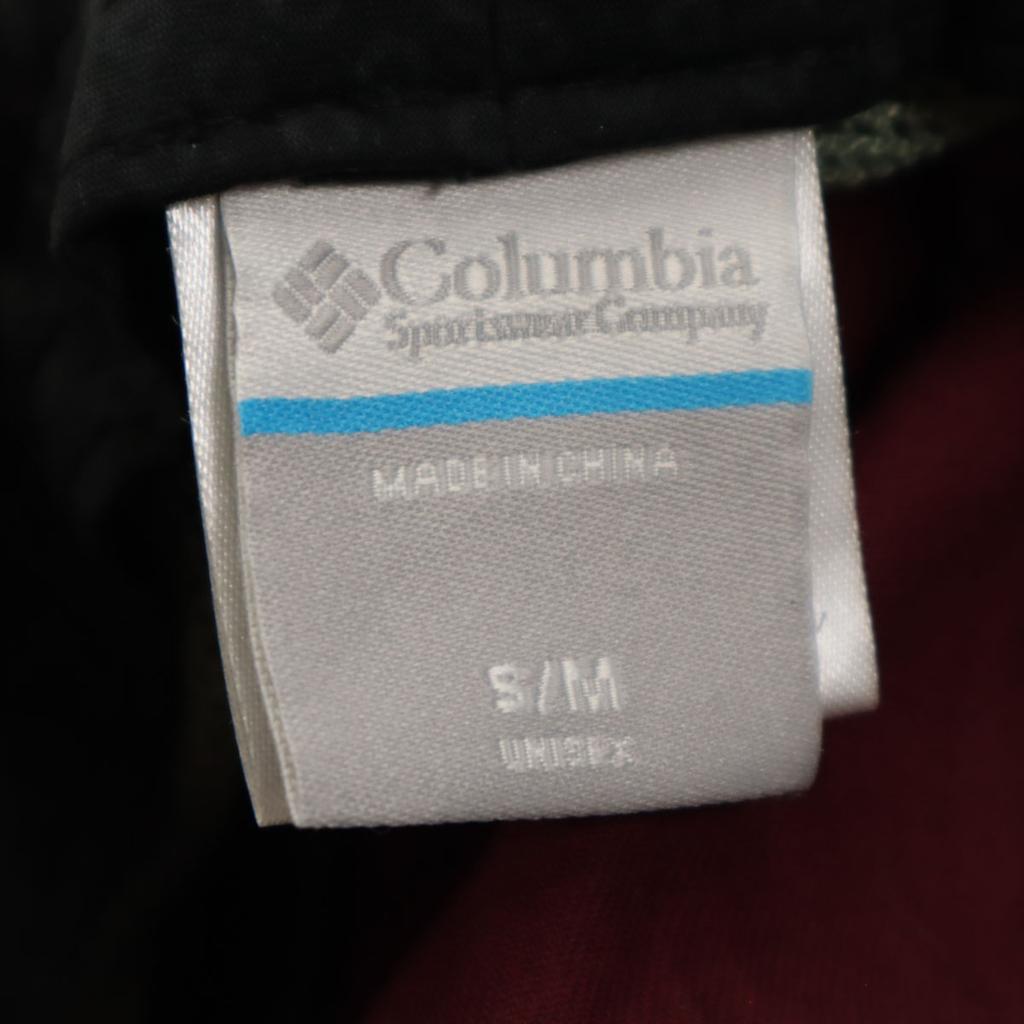 Columbia
Sportswear Company
MADE IN CHINA
S/M
UNISEX